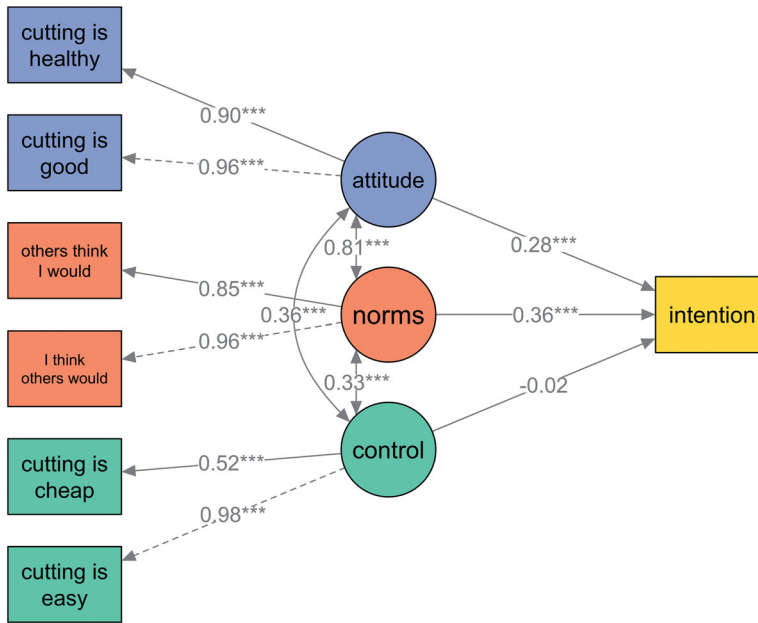 cutting is
healthy
0.90***
cutting is
good
0.96***
attitude
others think
I would
0.81***
0.28***
0.85***
0.36***
norms
0.36***
intention
I think
others would
0.96***
0.33***
-0.02
cutting is
cheap
0.52***
control
0.98***
cutting is
easy